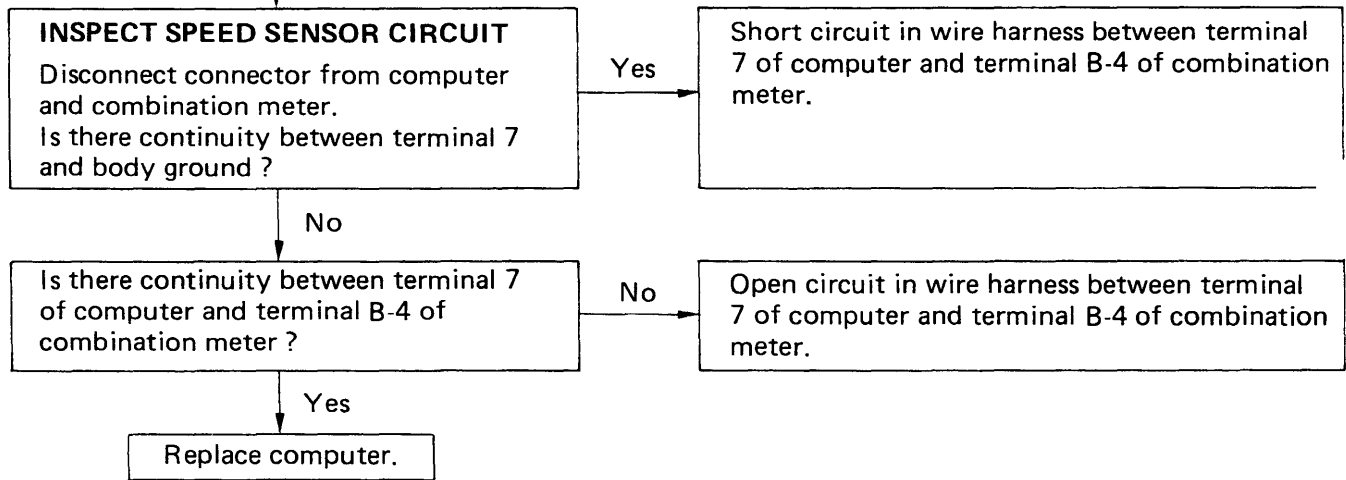 INSPECT SPEED SENSOR CIRCUIT
Disconnect connector from computer
and combination meter.
Is there continuity between terminal 7
and body ground ?
Yes
Short circuit in wire harness between terminal
7 of computer and terminal B-4 of combination
meter.
No
Is there continuity between terminal 7
of computer and terminal B-4 of
combination meter ?
No
Open circuit in wire harness between terminal
7 of computer and terminal B-4 of combination
meter.
Yes
Replace computer.